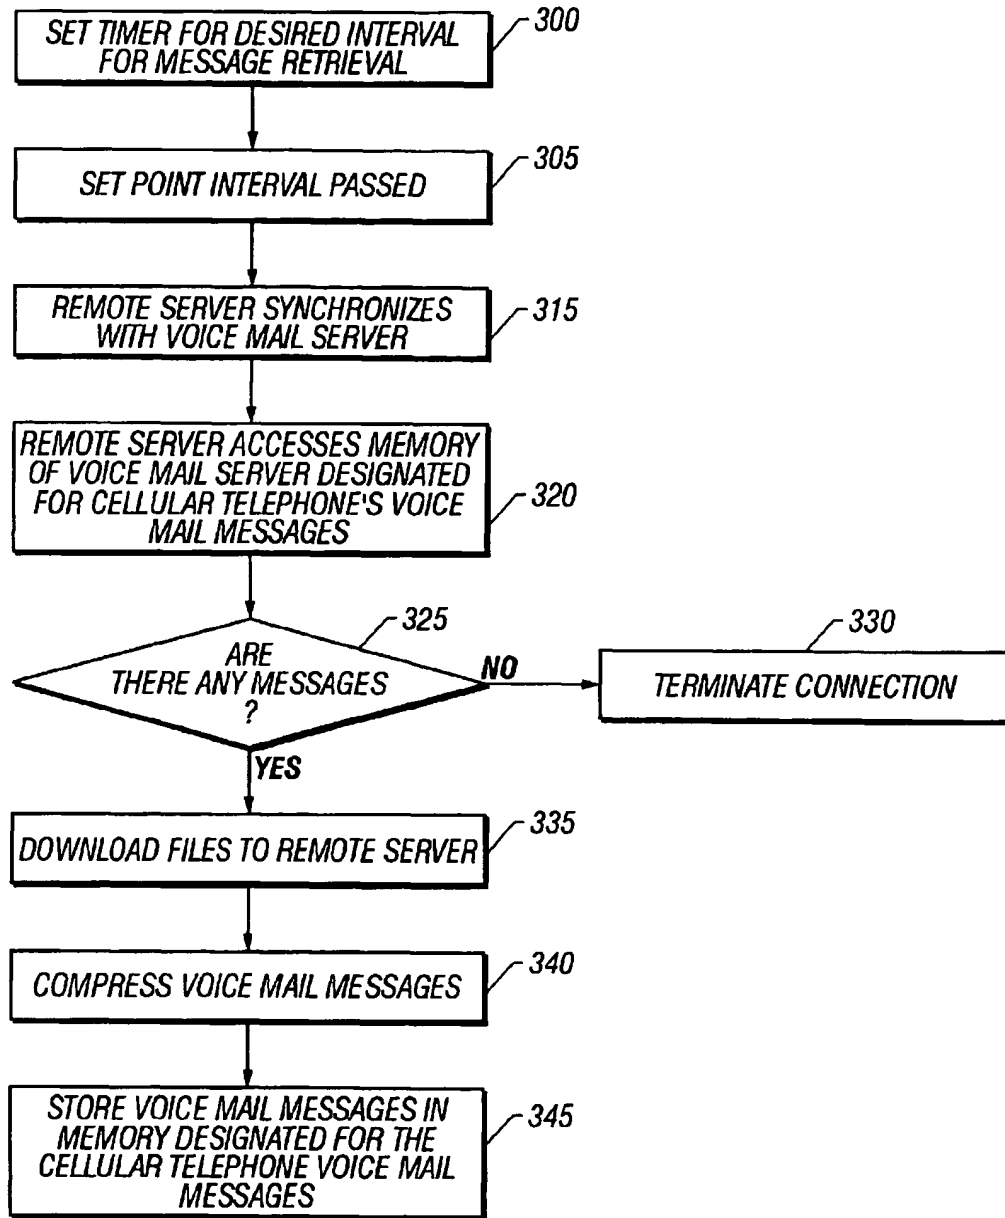 SET TIMER FOR DESIRED INTERVAL
FOR MESSAGE RETRIEVAL
300
SET POINT INTERVAL PASSED
305
REMOTE SERVER SYNCHRONIZES
WITH VOICE MAIL SERVER
315
REMOTE SERVER ACCESSES MEMORY
OF VOICE MAIL SERVER DESIGNATED
FOR CELLULAR TELEPHONE'S VOICE
MAIL MESSAGES
320
ARE
THERE ANY MESSAGES
?
325
NO
TERMINATE CONNECTION
330
YES
DOWNLOAD FILES TO REMOTE SERVER
335
COMPRESS VOICE MAIL MESSAGES
340
STORE VOICE MAIL MESSAGES IN
MEMORY DESIGNATED FOR THE
CELLULAR TELEPHONE VOICE MAIL
MESSAGES
345